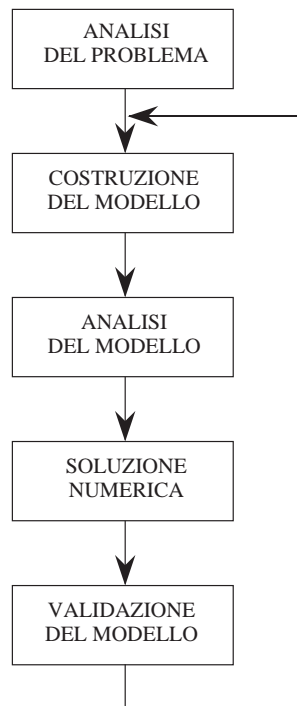 ANALISI
DEL PROBLEMA
COSTRUZIONE
DEL MODELLO
ANALISI
DEL MODELLO
SOLUZIONE
NUMERICA
VALIDAZIONE
DEL MODELLO